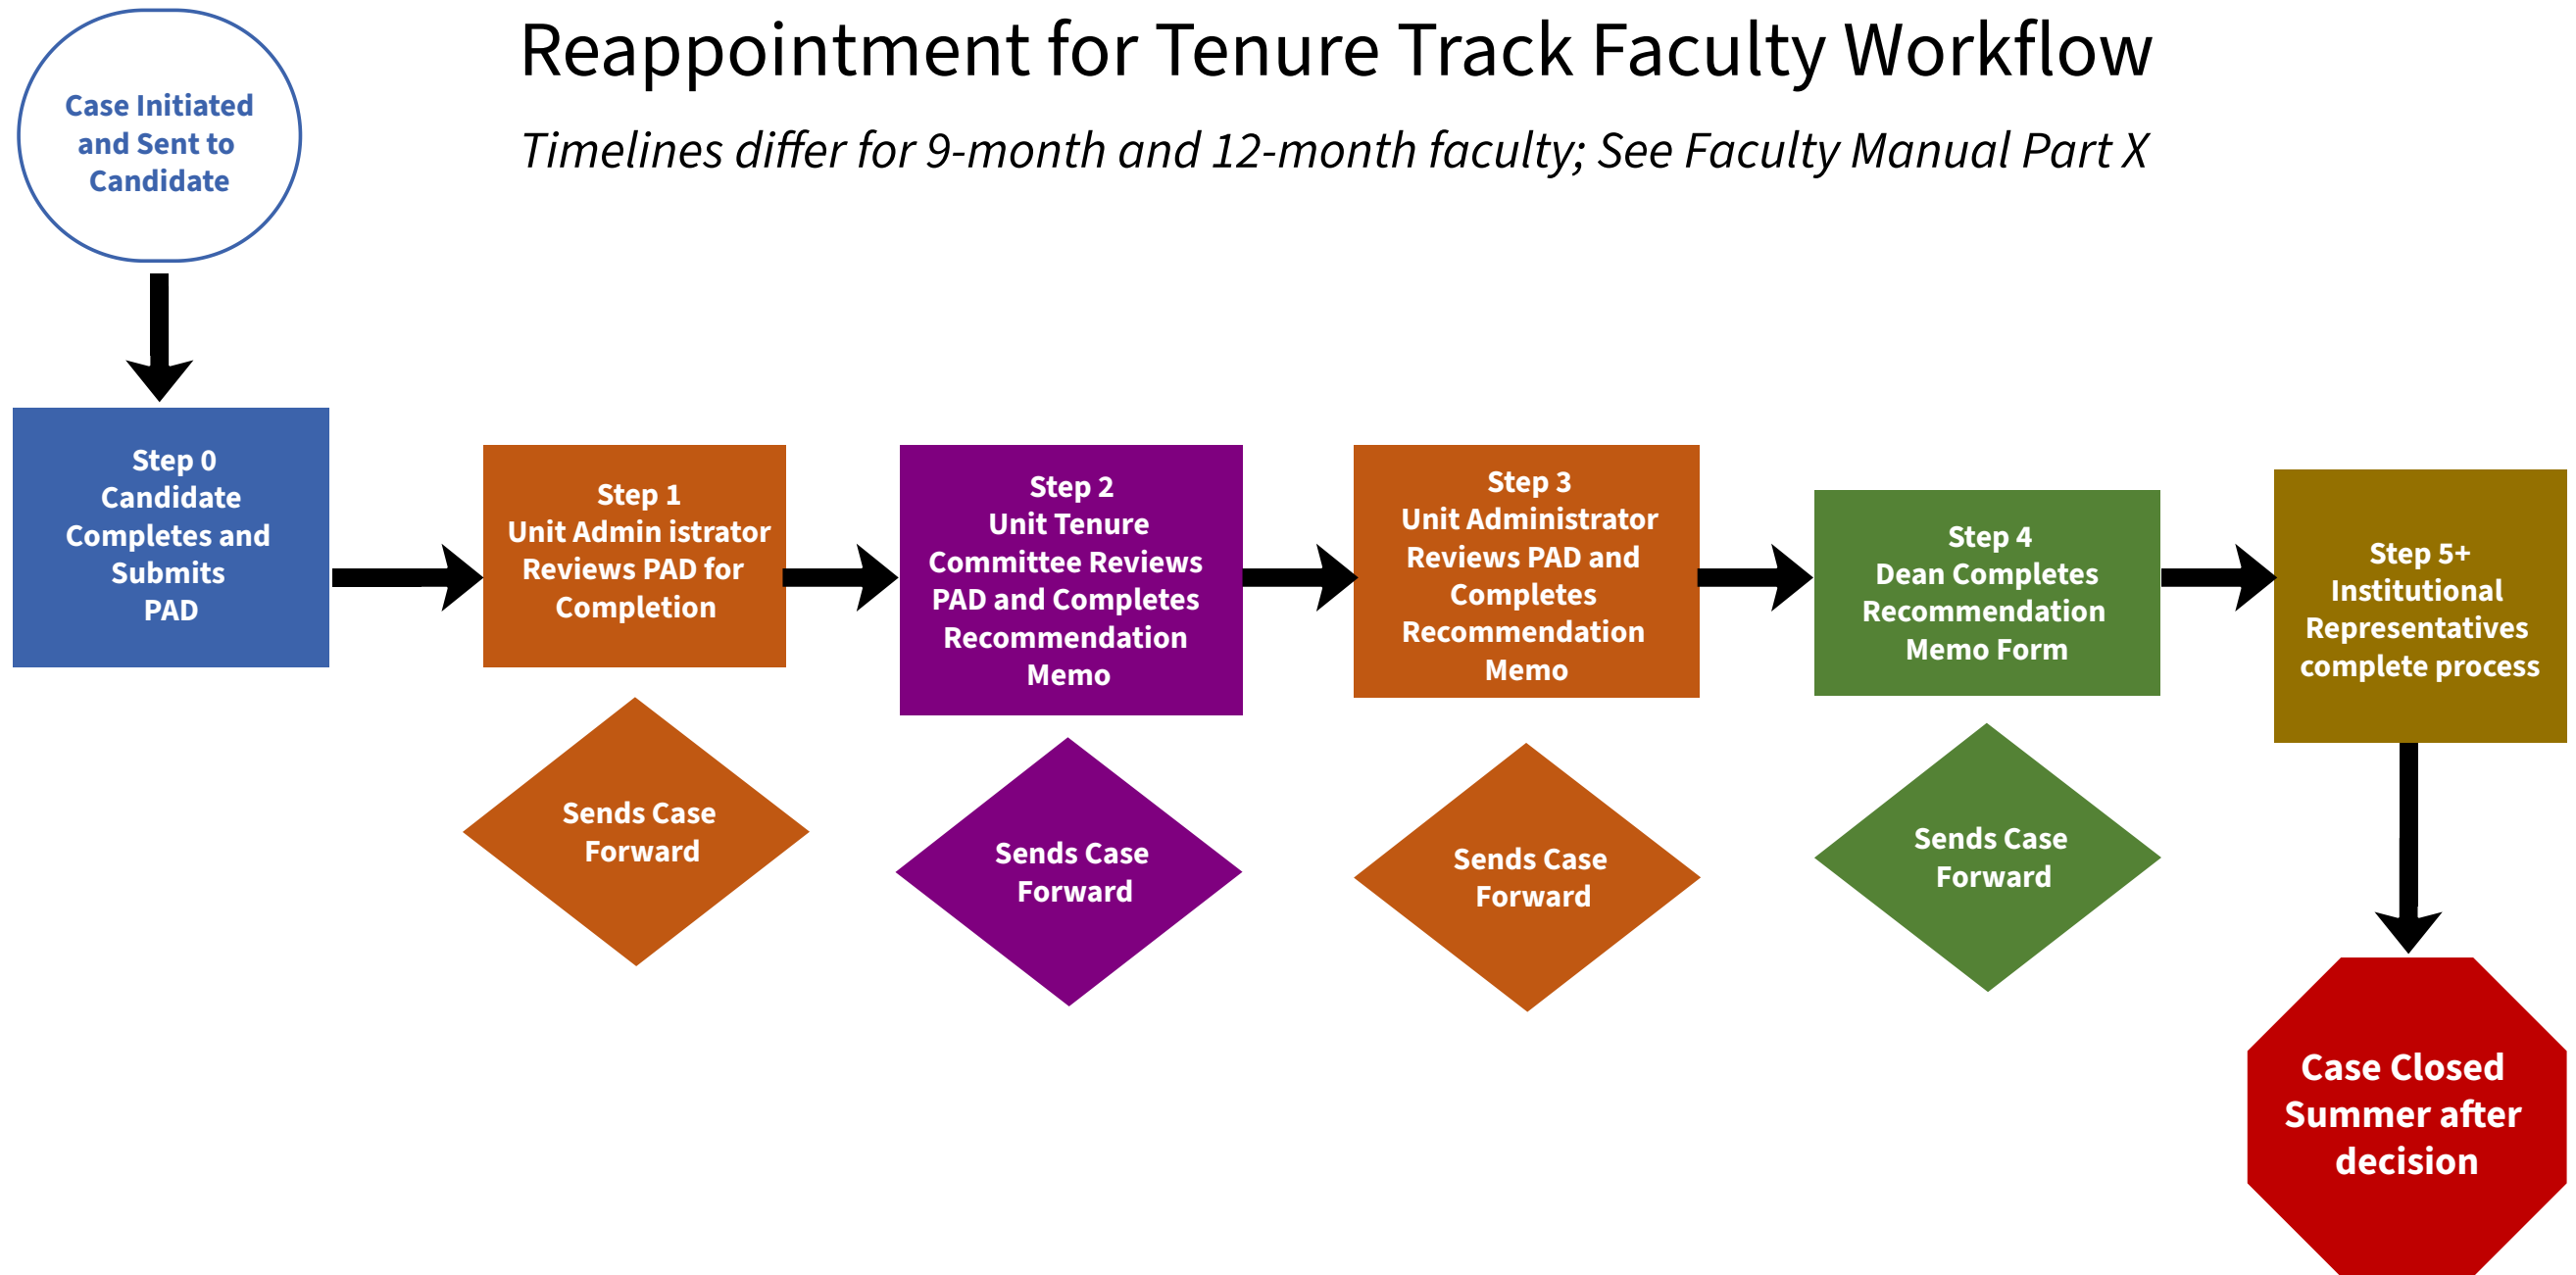 Reappointment for Tenure Track Faculty Workflow
Timelines differ for 9-month and 12-month faculty; See Faculty Manual Part X
Case Initiated
and Sent to
Candidate
Step 0
Candidate
Completes and
Submits
PAD
Step 1
Unit Admin istrator
Reviews PAD for
Completion
Sends Case
Forward
Step 2
Unit Tenure
Committee Reviews
PAD and Completes
Recommendation
Memo
Sends Case
Forward
Step 3
Unit Administrator
Reviews PAD and
Completes
Recommendation
Memo
Sends Case
Forward
Step 4
Dean Completes
Recommendation
Memo Form
Sends Case
Forward
Step 5+
Institutional
Representatives
complete process
Case Closed
Summer after
decision